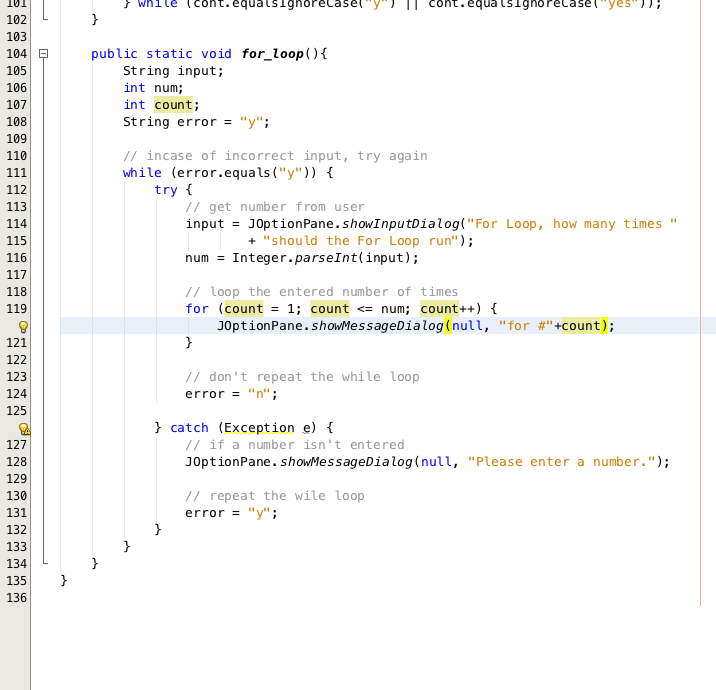 101 } while (cont.equalsIgnoreCase("y") || cont.equalsIgnoreCase("yes"));
102 }
103
104 public static void for_loop(){
105 String input;
106 int num;
107 int count;
108 String error = "y";
109
110 // incase of incorrect input, try again
111 while (error.equals("y")) {
112 try {
113 // get number from user
114 input = JOptionPane.showInputDialog("For Loop, how many times "
115 + "should the For Loop run");
116 num = Integer.parseInt(input);
117
118 // loop the entered number of times
119 for (count = 1; count <= num; count++) {
JOptionPane.showMessageDialog(null, "for #"+count);
121 }
122
123 // don't repeat the while loop
124 error = "n";
125
} catch (Exception e) {
127 // if a number isn't entered
128 JOptionPane.showMessageDialog(null, "Please enter a number.");
129
130 // repeat the wile loop
131 error = "y";
132 }
133 }
134 }
135 }
136